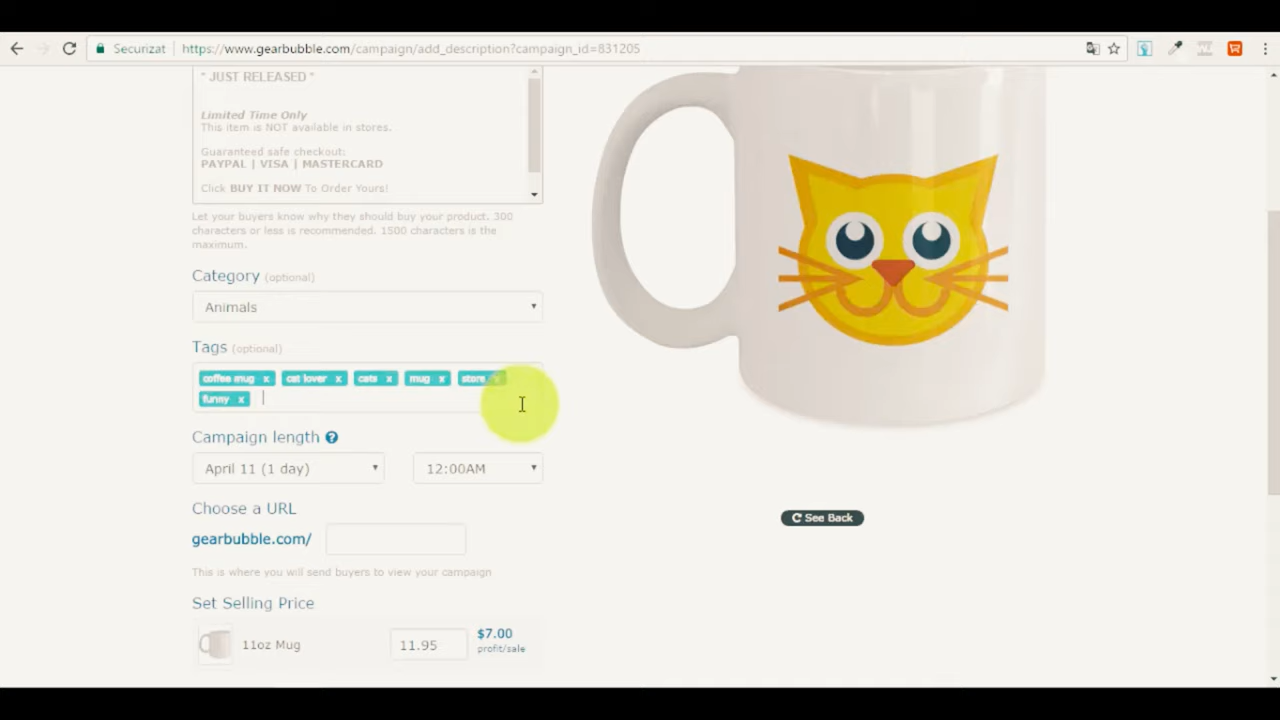 Securizat
https://www.gearbubble.com/campaign/add_description?campaign_id=831205
" JUST RELEASED "
Limited Time Only
This item is NOT available in stores.
Guaranteed safe checkout:
PAYPAL | VISA | MASTERCARD
Click BUY IT NOW To Order Yours!
Let your buyers know why they should buy your product. 300
characters or less is recommended. 1500 characters is the
maximum.
Category (optional)
Animals
Tags (optional)
coffee mug x cat lover x cats x mug x store x
funny x
Campaign length ?
April 11 (1 day) 12:00AM
Choose a URL
gearbubble.com/
This is where you will send buyers to view your campaign
Set Selling Price
11oz Mug 11.95 $7.00
profit/sale
See Back